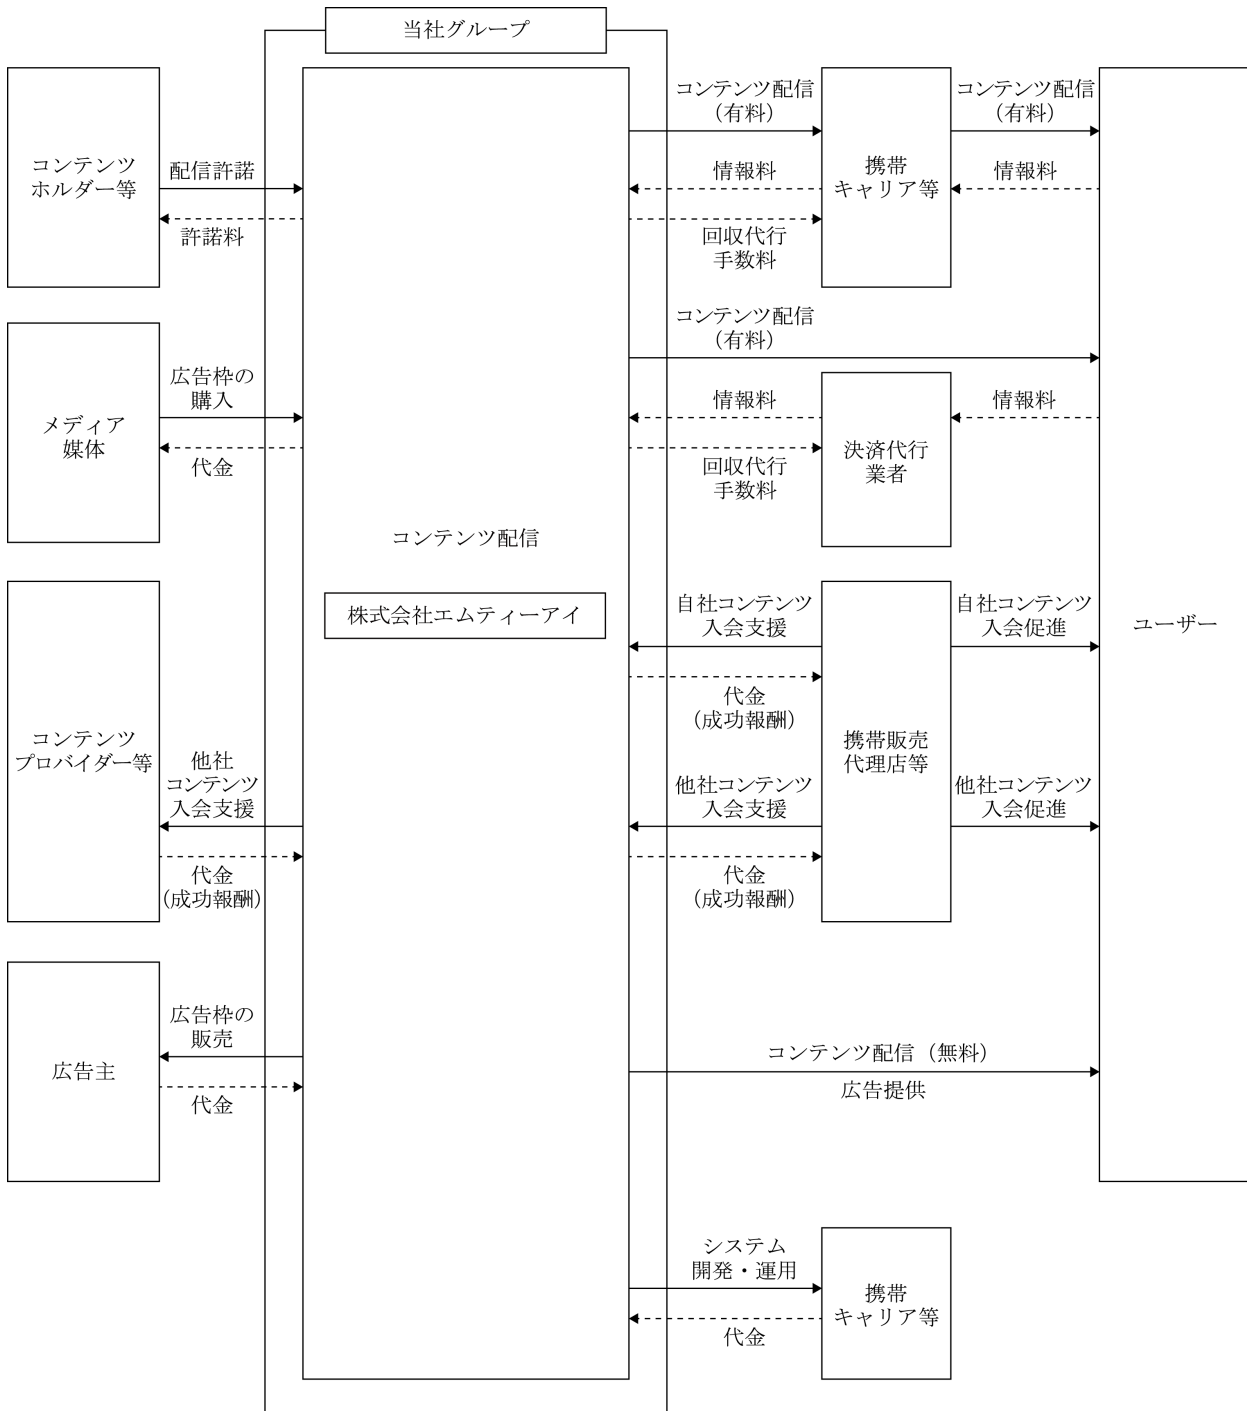 当社グループ
コンテンツ
ホルダー等
配信許諾
許諾料
コンテンツ配信
（有料）
情報料
回収代行
手数料
携帯
キャリア等
コンテンツ配信
（有料）
情報料
メディア
媒体
広告枠の
購入
代金
コンテンツ配信
（有料）
情報料
回収代行
手数料
決済代行
業者
情報料
コンテンツ配信
株式会社エムティーアイ
ユーザー
コンテンツ
プロバイダー等
他社
コンテンツ
入会支援
代金
（成功報酬）
自社コンテンツ
入会支援
代金
（成功報酬）
他社コンテンツ
入会支援
代金
（成功報酬）
携帯販売
代理店等
自社コンテンツ
入会促進
他社コンテンツ
入会促進
広告主
広告枠の
販売
代金
コンテンツ配信（無料）
広告提供
システム
開発・運用
代金
携帯
キャリア等